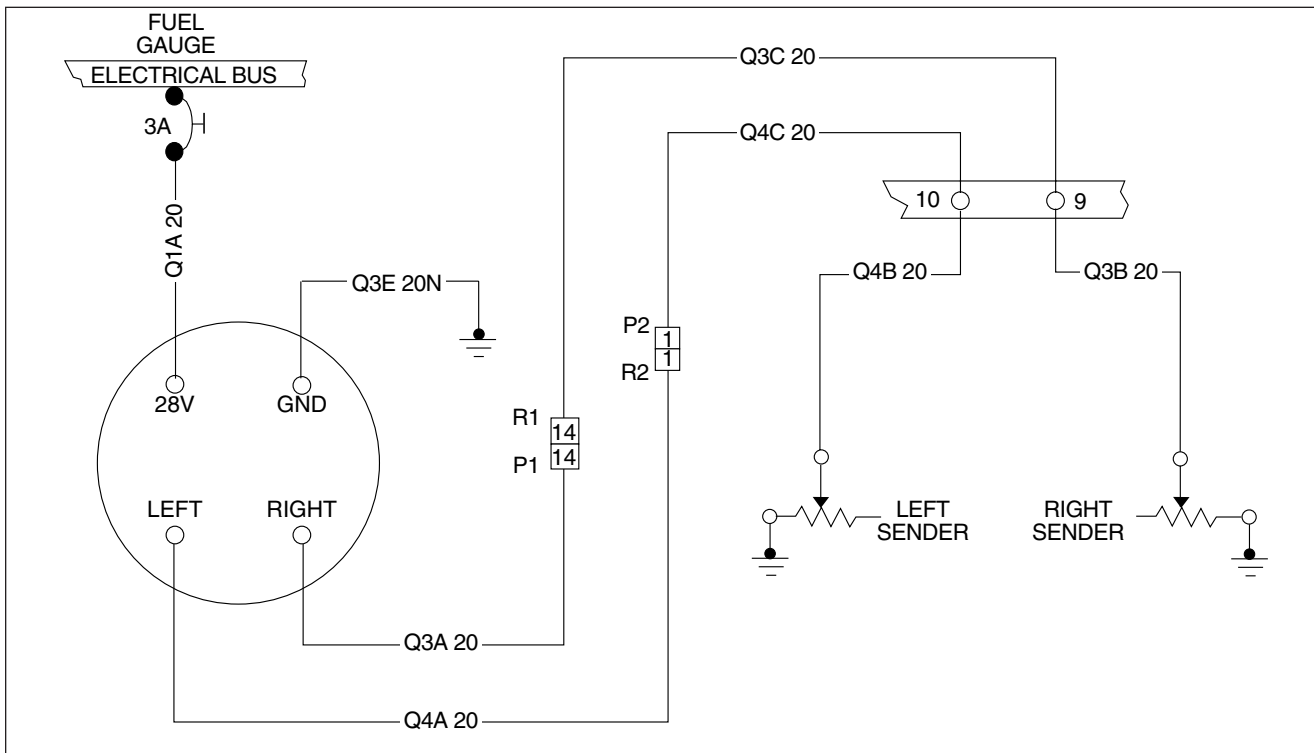 FUEL
GAUGE
ELECTRICAL BUS
3A
Q1A 20
Q3E 20N
28V
GND
LEFT
RIGHT
Q3A 20
Q4A 20
R1
14
14
P1
P2
1
1
R2
Q3C 20
Q4C 20
10
9
Q4B 20
Q3B 20
LEFT
SENDER
RIGHT
SENDER